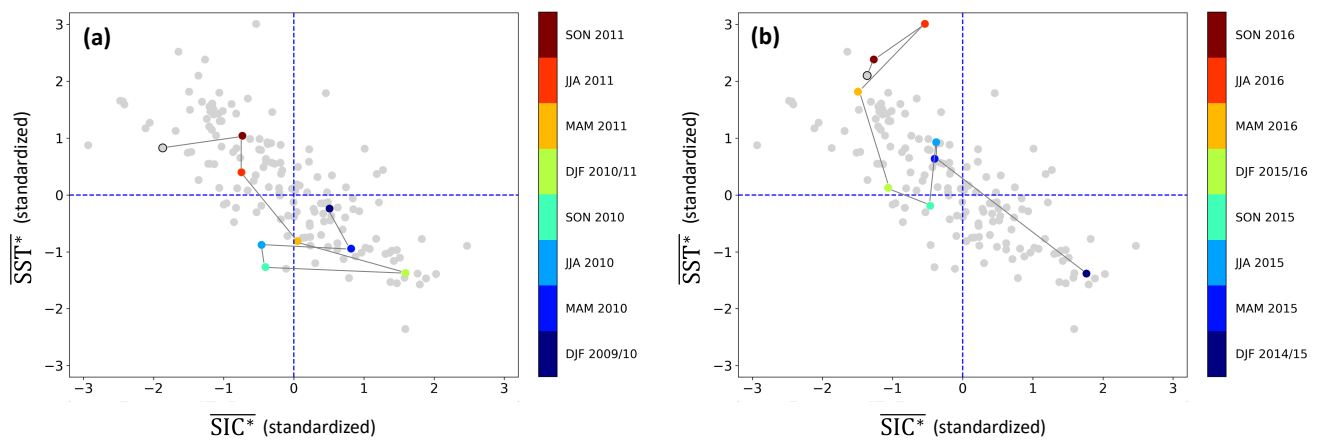 (a)
3
2
1
0
−1
−2
−3
−3
−2
−1
0
1
2
3
SST* (standardized)
SIC* (standardized)
SON 2011
JJA 2011
MAM 2011
DJF 2010/11
SON 2010
JJA 2010
MAM 2010
DJF 2009/10
(b)
3
2
1
0
−1
−2
−3
−3
−2
−1
0
1
2
3
SST* (standardized)
SIC* (standardized)
SON 2016
JJA 2016
MAM 2016
DJF 2015/16
SON 2015
JJA 2015
MAM 2015
DJF 2014/15